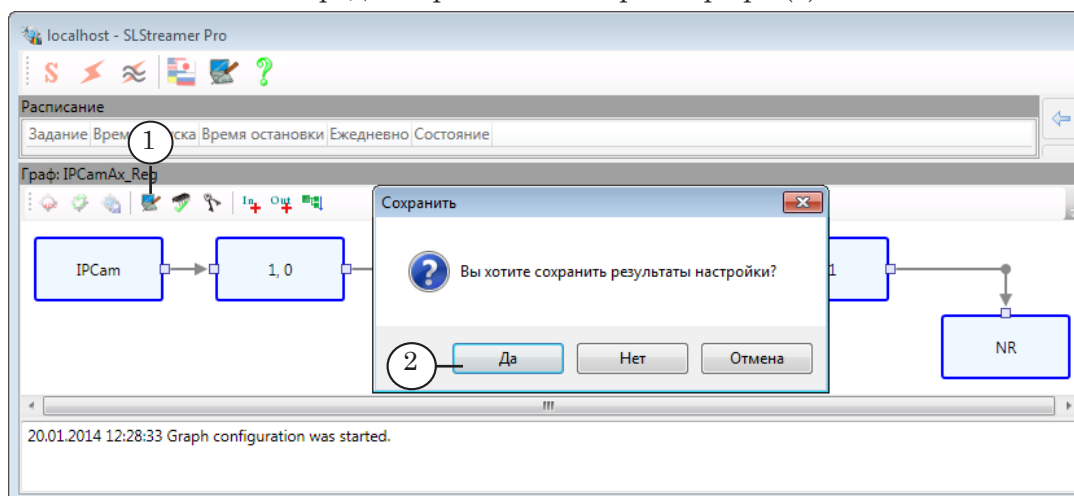 localhost - SLStreamer Pro
S
Расписание
Задание Время остановки Ежедневно Состояние
1
Граф: IPCamAx_Reg
In Out
Сохранить
IPCam 1, 0 Вы хотите сохранить результаты настройки? 1
NR
2 Да Нет Отмена
20.01.2014 12:28:33 Graph configuration was started.